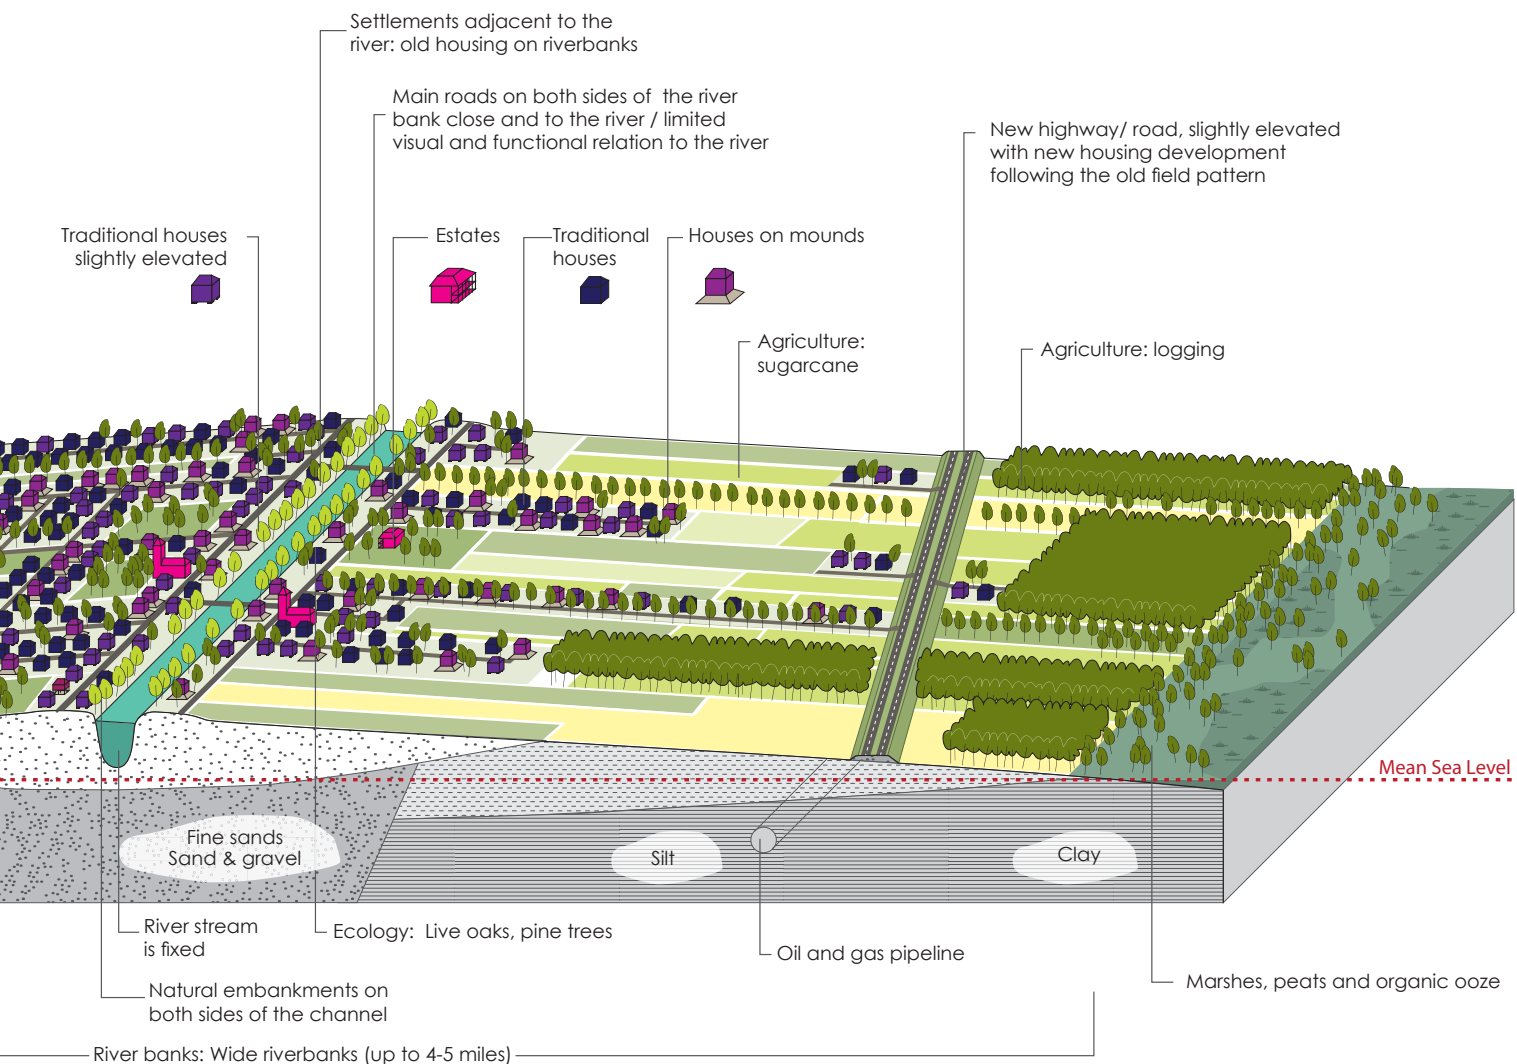 Settlements adjacent to the
river: old housing on riverbanks
Main roads on both sides of the river
bank close and to the river / limited
visual and functional relation to the river
New highway/ road, slightly elevated
with new housing development
following the old field pattern
Traditional houses
slightly elevated
Estates
Traditional
houses
Houses on mounds
Agriculture:
sugarcane
Agriculture: logging
Mean Sea Level
Fine sands
Sand & gravel
Silt
Clay
River stream
is fixed
Ecology: Live oaks, pine trees
Oil and gas pipeline
Marshes, peats and organic ooze
Natural embankments on
both sides of the channel
River banks: Wide riverbanks (up to 4-5 miles)